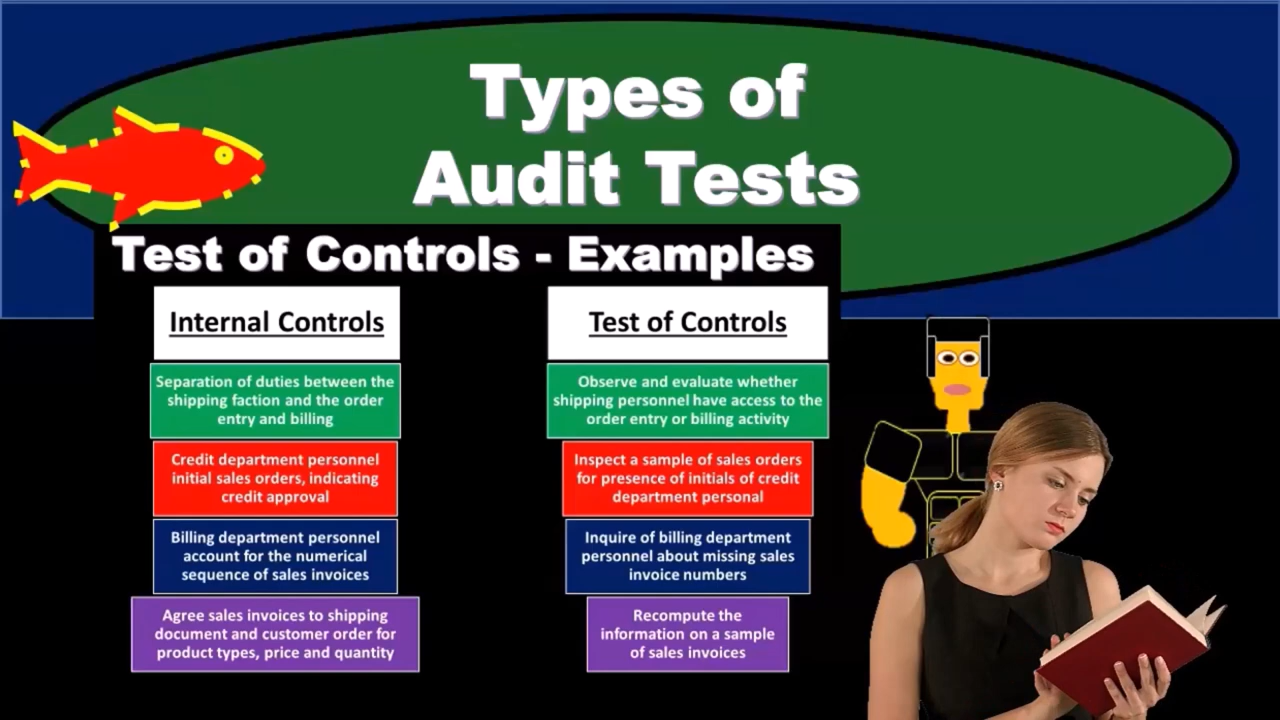 Types of
Audit Tests
Test of Controls - Examples
Internal Controls
Test of Controls
Separation of duties between the
shipping faction and the order
entry and billing
Observe and evaluate whether
shipping personnel have access to the
order entry or billing activity
Credit department personnel
initial sales orders, indicating
credit approval
Inspect a sample of sales orders
for presence of initials of credit
department personal
Billing department personnel
account for the numerical
sequence of sales invoices
Inquire of billing department
personnel about missing sales
invoice numbers
Agree sales invoices to shipping
document and customer order for
product types, price and quantity
Recompute the
information on a sample
of sales invoices